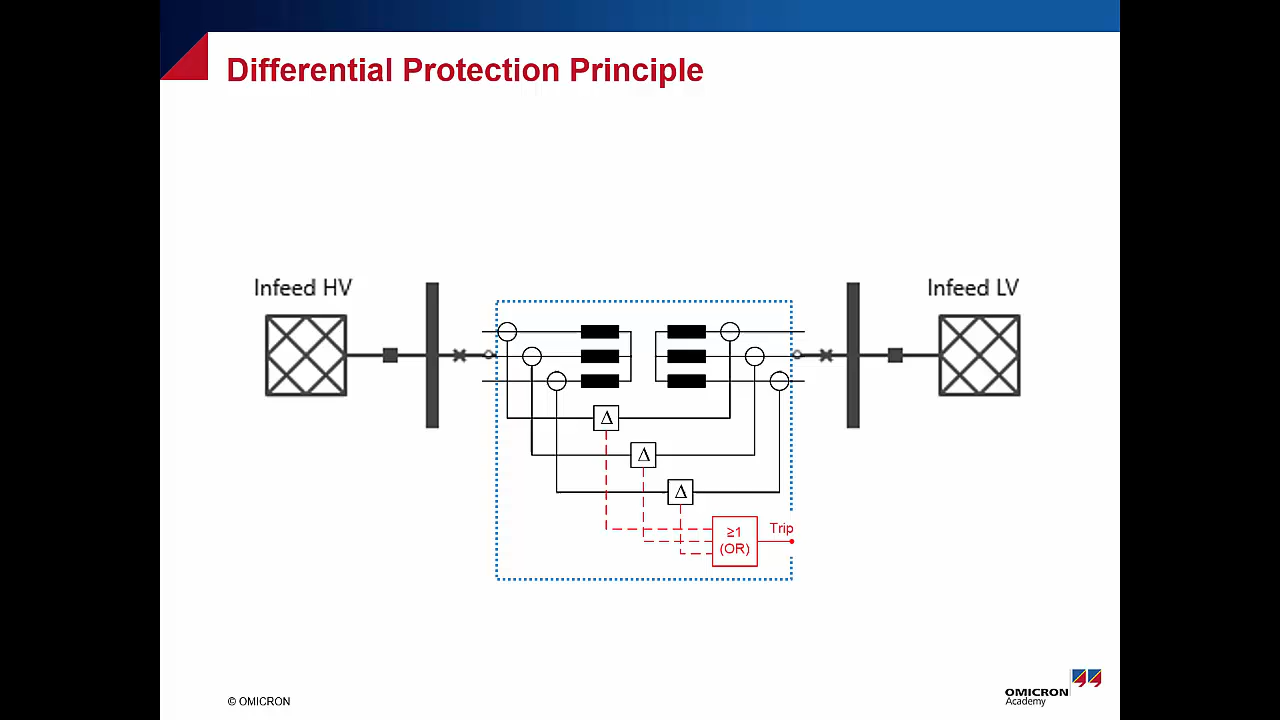 Differential Protection Principle
Infeed HV
Infeed LV
Δ
Δ
Δ
≥1
(OR)
Trip
© OMICRON
OMICRON
Academy